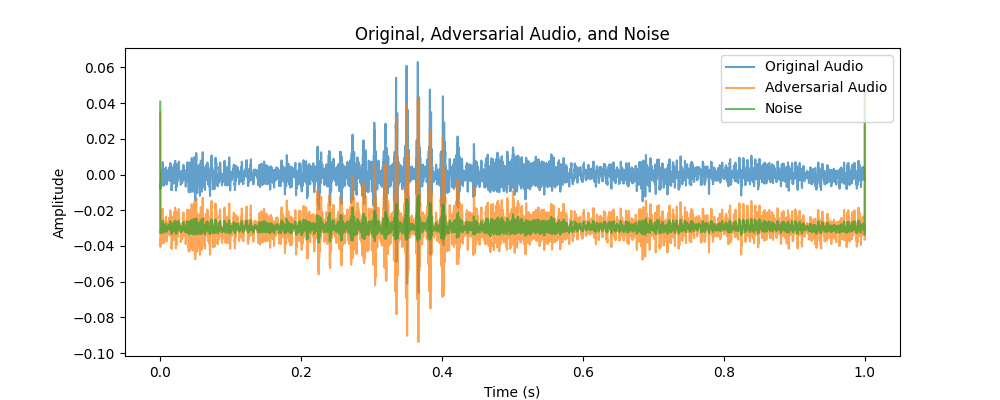 Original, Adversarial Audio, and Noise
Original Audio
Adversarial Audio
Noise
Amplitude
0.06
0.04
0.02
0.00
−0.02
−0.04
−0.06
−0.08
−0.10
0.0 0.2 0.4 0.6 0.8 1.0
Time (s)